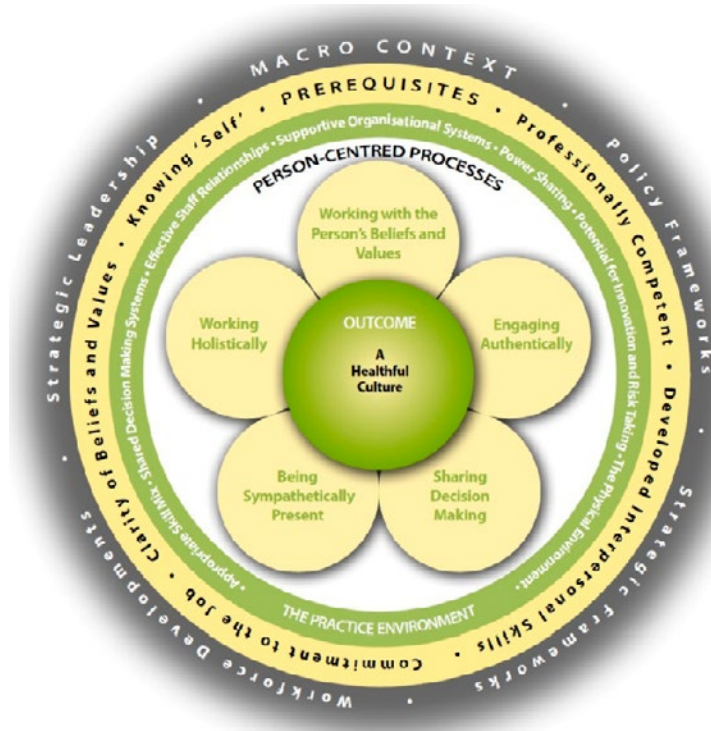 MACRO CONTEXT • Policy Frameworks • Strategic Frameworks • Workforce Developments • Strategic Leadership •
PREREQUISITES • Professionally Competent • Developed Interpersonal Skills • Commitment to the Job • Clarity of Beliefs and Values • Knowing 'Self' •
THE PRACTICE ENVIRONMENT
• Appropriate Skill Mix • Shared Decision Making Systems • Effective Staff Relationships • Supportive Organisational Systems • Power Sharing • Potential for Innovation and Risk Taking • The Physical Environment •
PERSON-CENTRED PROCESSES
Working with the
Person's Beliefs and
Values
Working
Holistically
Engaging
Authentically
OUTCOME
A
Healthful
Culture
Being
Sympathetically
Present
Sharing
Decision
Making